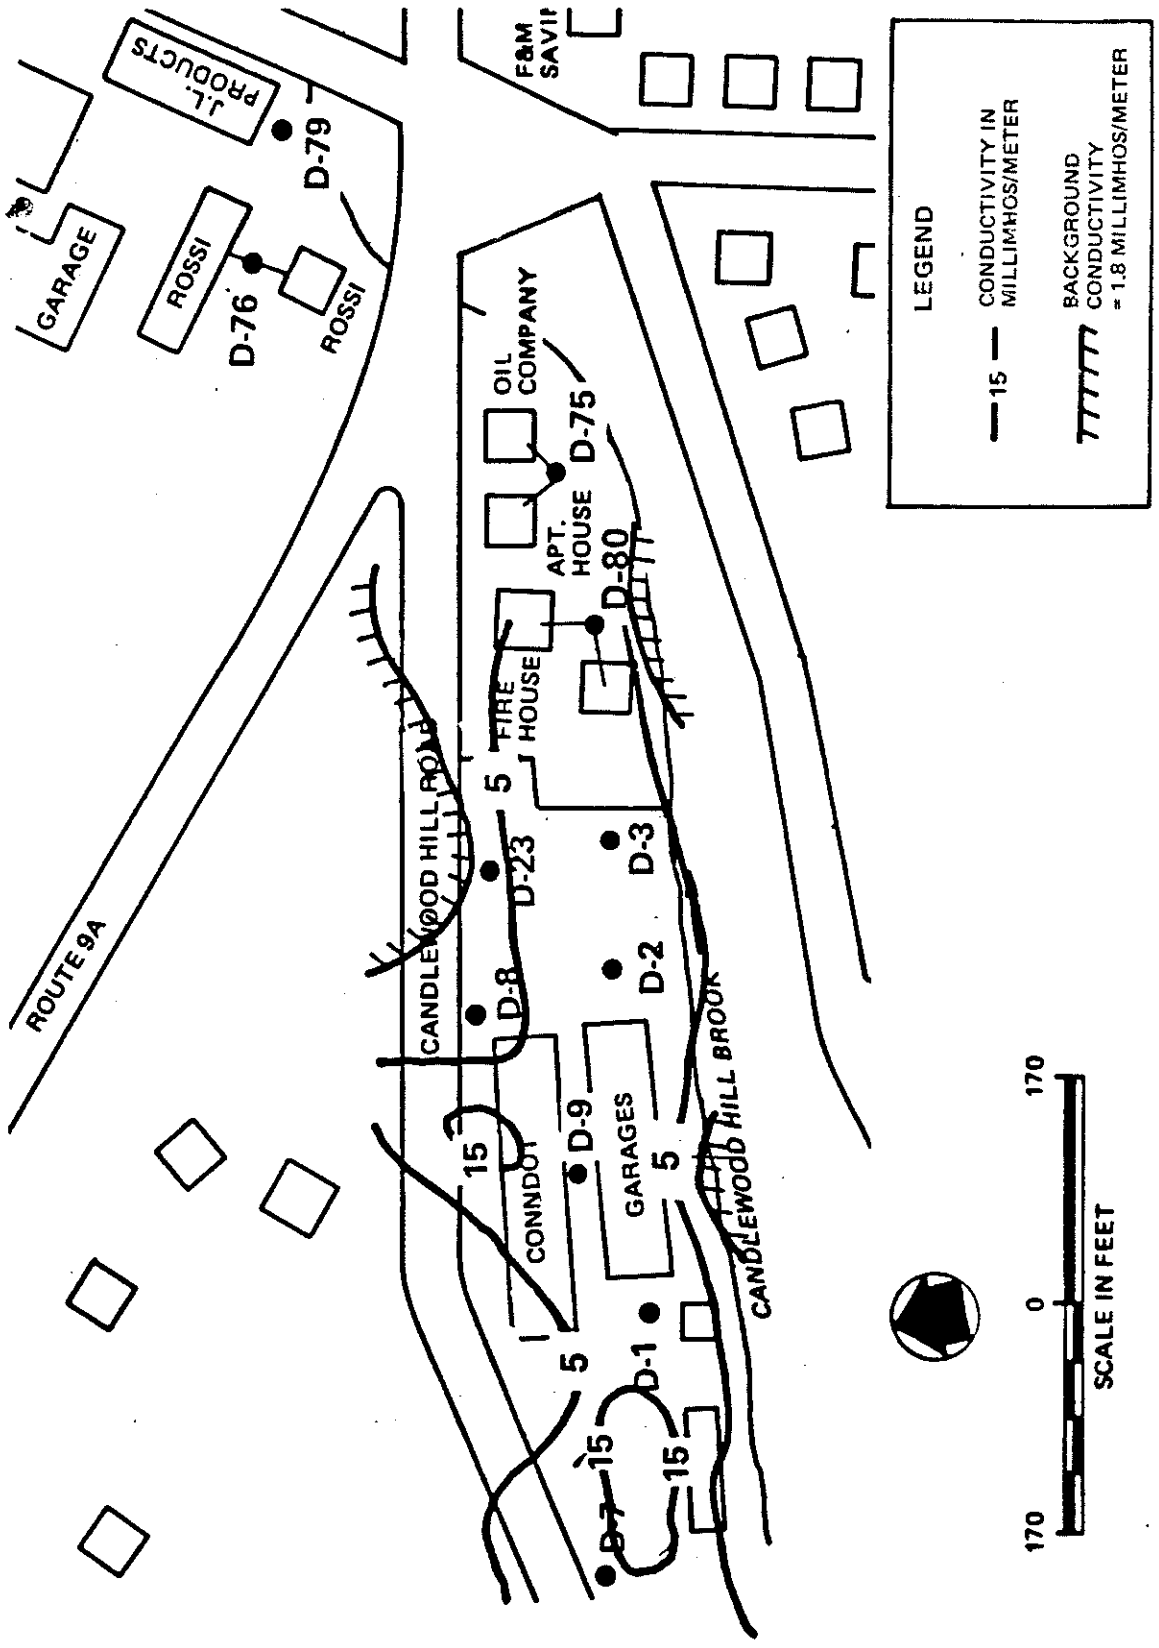 ROUTE 9A
CANDLEWOOD HILL ROAD
GARAGE
ROSSI
ROSSI
D-76
J.L.
PRODUCTS
D-79
F&M
OIL
COMPANY
D-75
APT.
HOUSE
D-80
FIRE
HOUSE
5
D-23
D-3
D-8
D-2
15
CONNDOT
D-9
GARAGES
5
CANDLEWOOD HILL BROOK
5
D-1
15
15
D-7
LEGEND
15
CONDUCTIVITY IN
MILLIMHOS/METER
BACKGROUND
CONDUCTIVITY
= 1.8 MILLIMHOS/METER
170 0 170
SCALE IN FEET